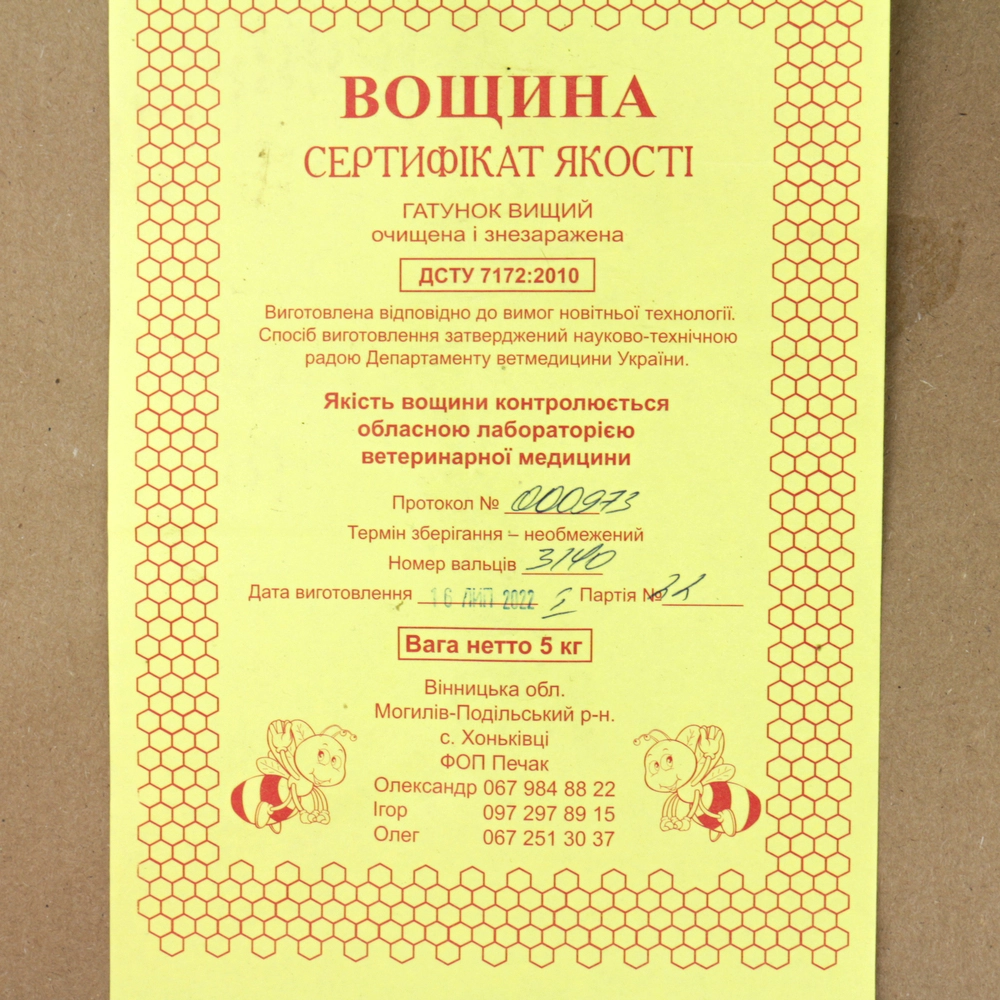 ВОЩИНА
СЕРТИФІКАТ ЯКОСТІ
ГАТУНОК ВИЩИЙ
очищена і знезаражена
ДСТУ 7172:2010
Виготовлена відповідно до вимог новітньої технології.
Спосіб виготовлення затверджений науково-технічною
радою Департаменту ветмедицини України.
Якість вощини контролюється
обласною лабораторією
ветеринарної медицини
Протокол № 000973
Термін зберігання – необмежений
Номер вальців 3140
Дата виготовлення 16 ЛИП 2022 Партія №
Вага нетто 5 кг
Вінницька обл.
Могилів-Подільський р-н.
с. Хоньківці
ФОП Печак
Олександр 067 984 88 22
Ігор 097 297 89 15
Олег 067 251 30 37